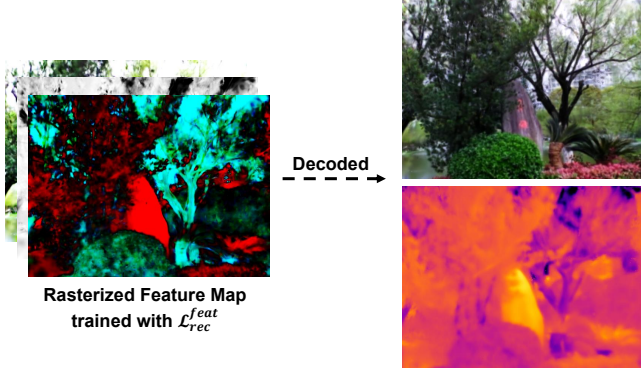 Decoded
Rasterized Feature Map
trained with $\mathcal{L}_{rec}^{feat}$